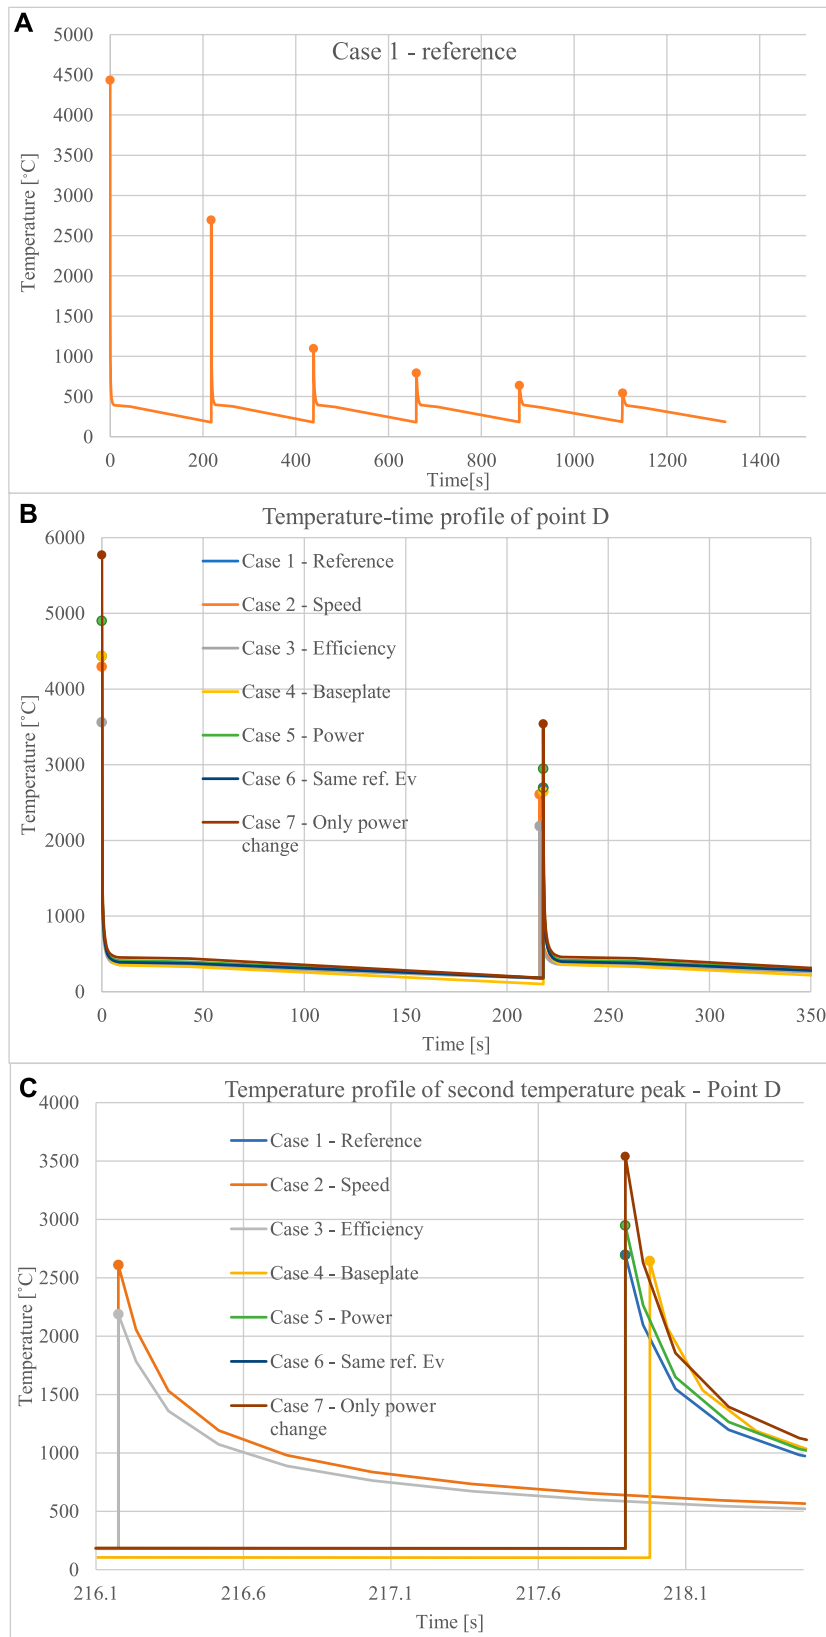 A
Case 1 - reference
5000
4500
4000
3500
3000
2500
2000
1500
1000
500
0
Temperature [°C]
0 200 400 600 800 1000 1200 1400
Time[s]
B
Temperature-time profile of point D
6000
5000
4000
3000
2000
1000
0
Temperature [°C]
Case 1 - Reference
Case 2 - Speed
Case 3 - Efficiency
Case 4 - Baseplate
Case 5 - Power
Case 6 - Same ref. Ev
Case 7 - Only power
change
0 50 100 150 200 250 300 350
Time [s]
C
Temperature profile of second temperature peak - Point D
4000
3500
3000
2500
2000
1500
1000
500
0
Temperature [°C]
Case 1 - Reference
Case 2 - Speed
Case 3 - Efficiency
Case 4 - Baseplate
Case 5 - Power
Case 6 - Same ref. Ev
Case 7 - Only power
change
216.1 216.6 217.1 217.6 218.1
Time [s]